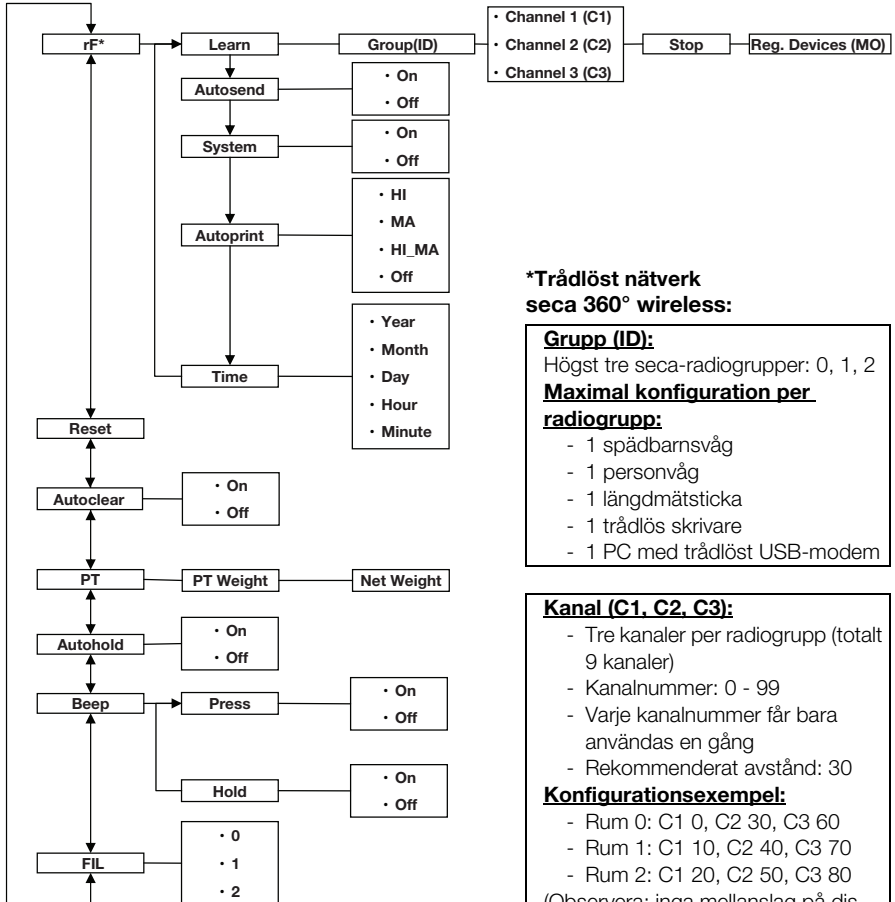 rF*
Learn
Group(ID)
• Channel 1 (C1)
• Channel 2 (C2)
• Channel 3 (C3)
Stop
Reg. Devices (MO)
Autosend
• On
• Off
System
• On
• Off
Autoprint
• HI
• MA
• HI_MA
• Off
Time
• Year
• Month
• Day
• Hour
• Minute
Reset
Autoclear
• On
• Off
PT
PT Weight
Net Weight
Autohold
• On
• Off
Beep
Press
• On
• Off
Hold
• On
• Off
FIL
• 0
• 1
• 2
*Trådlöst nätverk
seca 360° wireless:
Grupp (ID):
Högst tre seca-radiogrupper: 0, 1, 2
Maximal konfiguration per
radiogrupp:
- 1 spädbarnsvåg
- 1 personvåg
- 1 längdmätsticka
- 1 trådlös skrivare
- 1 PC med trådlöst USB-modem
Kanal (C1, C2, C3):
- Tre kanaler per radiogrupp (totalt
9 kanaler)
- Kanalnummer: 0 - 99
- Varje kanalnummer får bara
användas en gång
- Rekommenderat avstånd: 30
Konfigurationsexempel:
- Rum 0: C1 0, C2 30, C3 60
- Rum 1: C1 10, C2 40, C3 70
- Rum 2: C1 20, C2 50, C3 80
(Observera: inga mellanslag på dis-